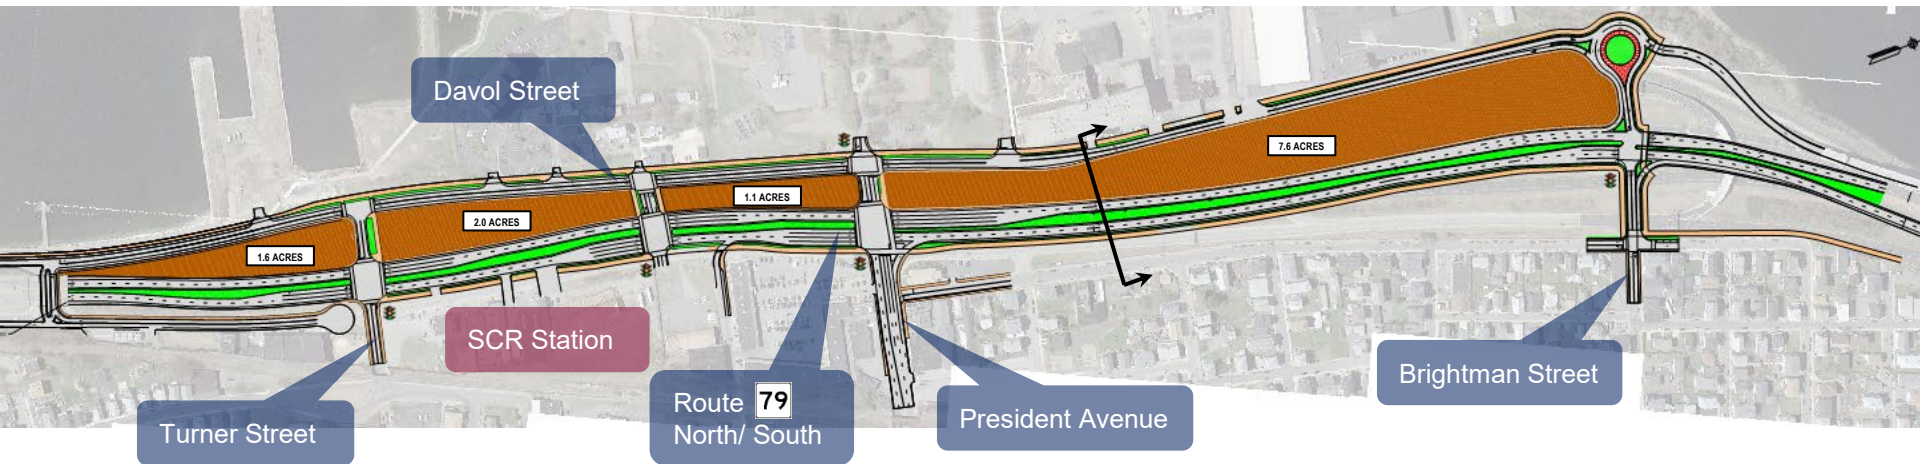 Davol Street
7.6 ACRES
1.1 ACRES
2.0 ACRES
1.6 ACRES
SCR Station
Route 79
North/ South
President Avenue
Brightman Street
Turner Street